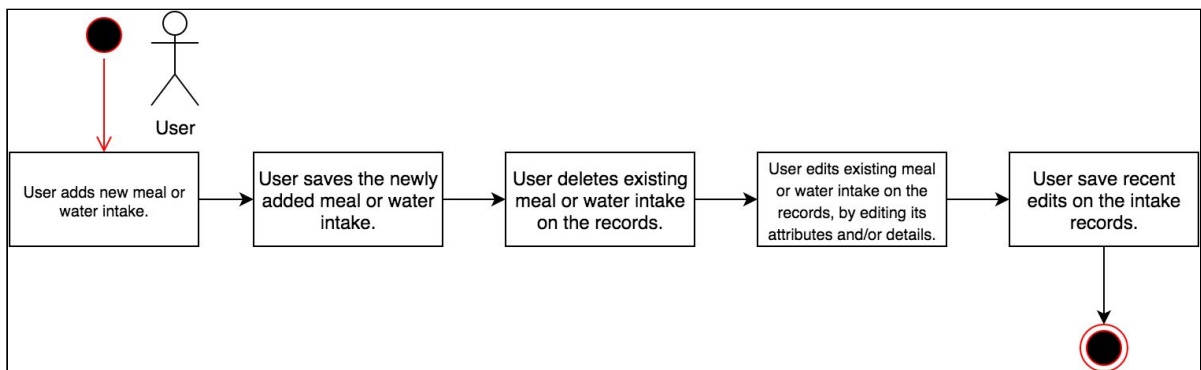 User
User adds new meal or
water intake.
User saves the newly
added meal or water
intake.
User deletes existing
meal or water intake
on the records.
User edits existing meal
or water intake on the
records, by editing its
attributes and/or details.
User save recent
edits on the intake
records.